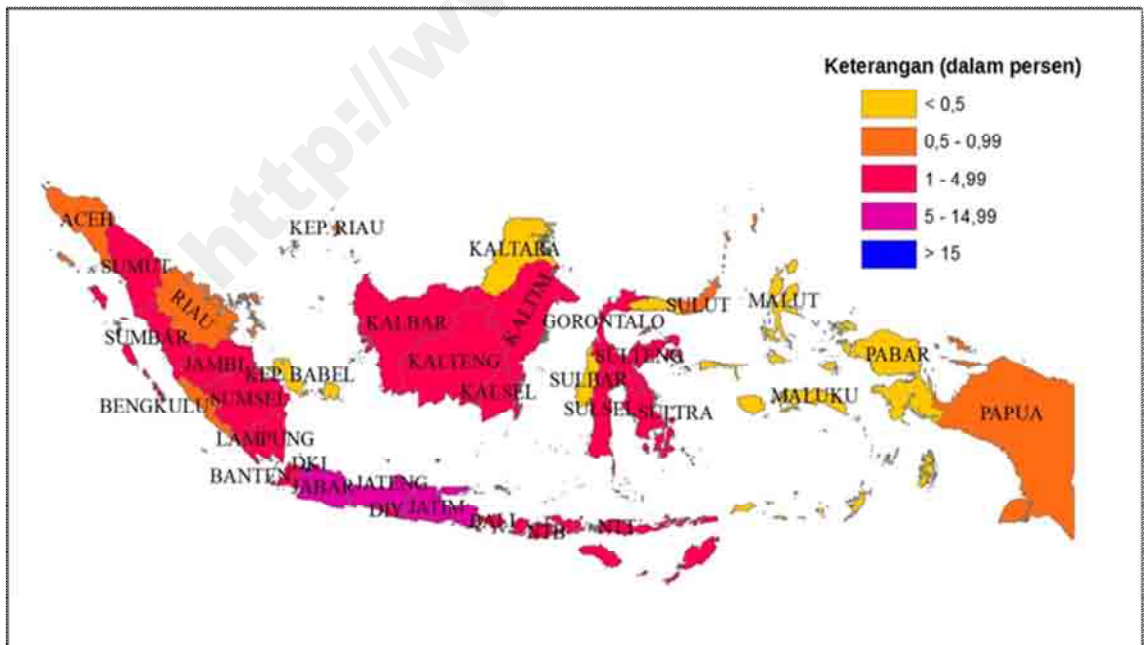 http://w
Keterangan (dalam persen)
< 0,5
0,5 - 0,99
1 - 4,99
5 - 14,99
> 15
ACEH
KEP RIAU
KALTARA
SUMUT
RIAU
KALTIM
SULUT
MALUT
KALBAR
GORONTALO
SUMBAR
JAMBI
KALTENG
SULTENG
PABAR
KEP BABEL
SULBAR
BENGKULU
SUMSEL
KALSEL
SULSEL
SULTRA
MALUKU
PAPUA
LAMPUNG
DKI
BANTEN
JABAR
JATENG
DIY
JATIM
BALI
NTB
NTT